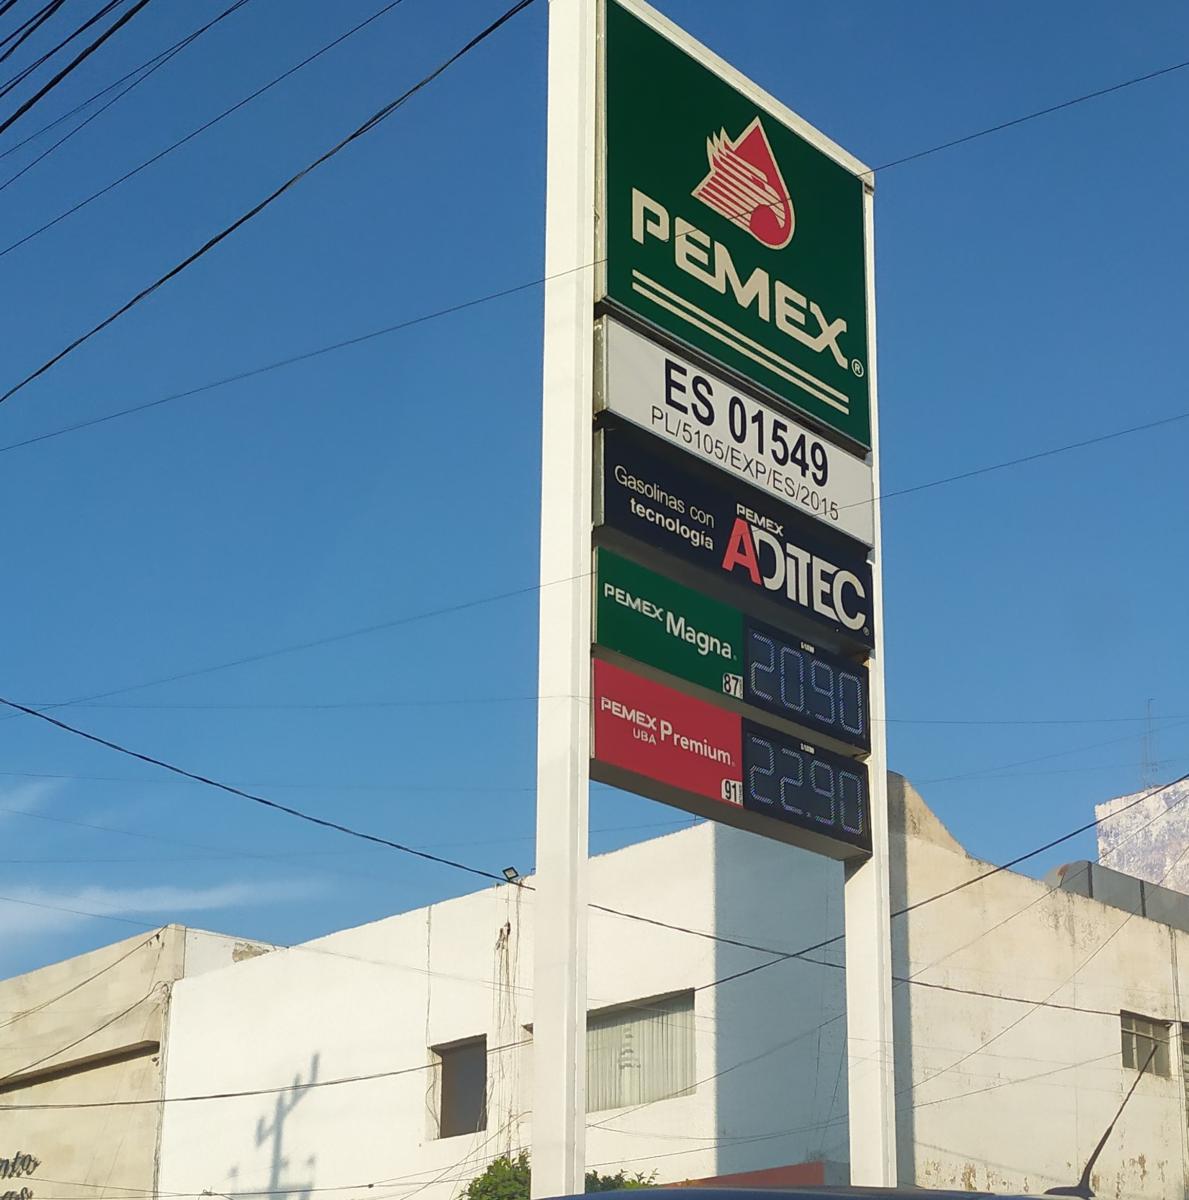 PEMEX®
ES 01549
PL/5105/EXP/ES/2015
Gasolinas con
tecnología
PEMEX
ADITEC®
PEMEX Magna®
87
20.90
PEMEX Premium®
UBA
91
22.90